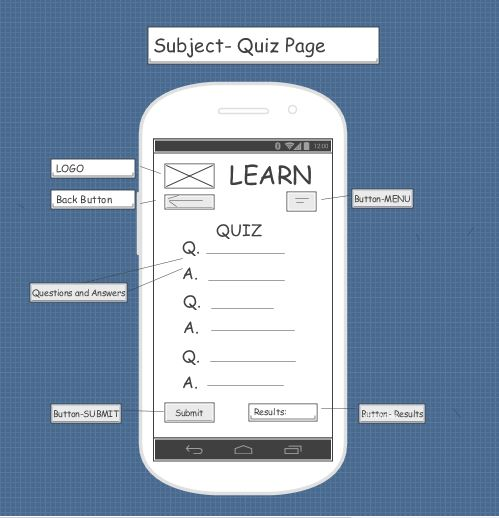 Subject- Quiz Page
12:00
LOGO
LEARN
Back Button
Button-MENU
QUIZ
Q.
A.
Questions and Answers
Q.
A.
Q.
A.
Button-SUBMIT
Submit
Results:
Button- Results